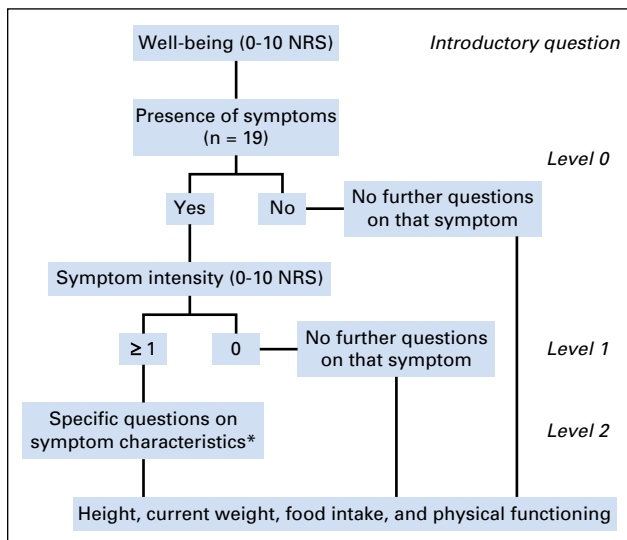 Well-being (0-10 NRS)
Introductory question
Presence of symptoms
(n = 19)
Level 0
Yes
No
No further questions
on that symptom
Symptom intensity (0-10 NRS)
≥ 1
0
No further questions
on that symptom
Level 1
Specific questions on
symptom characteristics*
Level 2
Height, current weight, food intake, and physical functioning